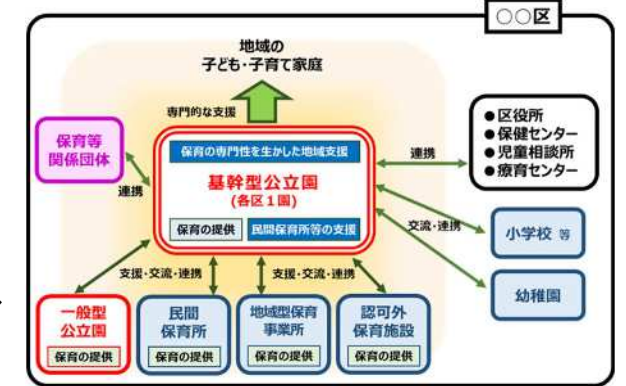 ○○区
地域の
子ども・子育て家庭
専門的な支援
保育等
関係団体
連携
保育の専門性を生かした地域支援
基幹型公立園
(各区1園)
保育の提供
民間保育所等の支援
連携
●区役所
●保健センター
●児童相談所
●療育センター
交流・連携
小学校 等
幼稚園
支援・交流・連携
支援・交流・連携
一般型
公立園
保育の提供
民間
保育所
保育の提供
地域型保育
事業所
保育の提供
認可外
保育施設
保育の提供